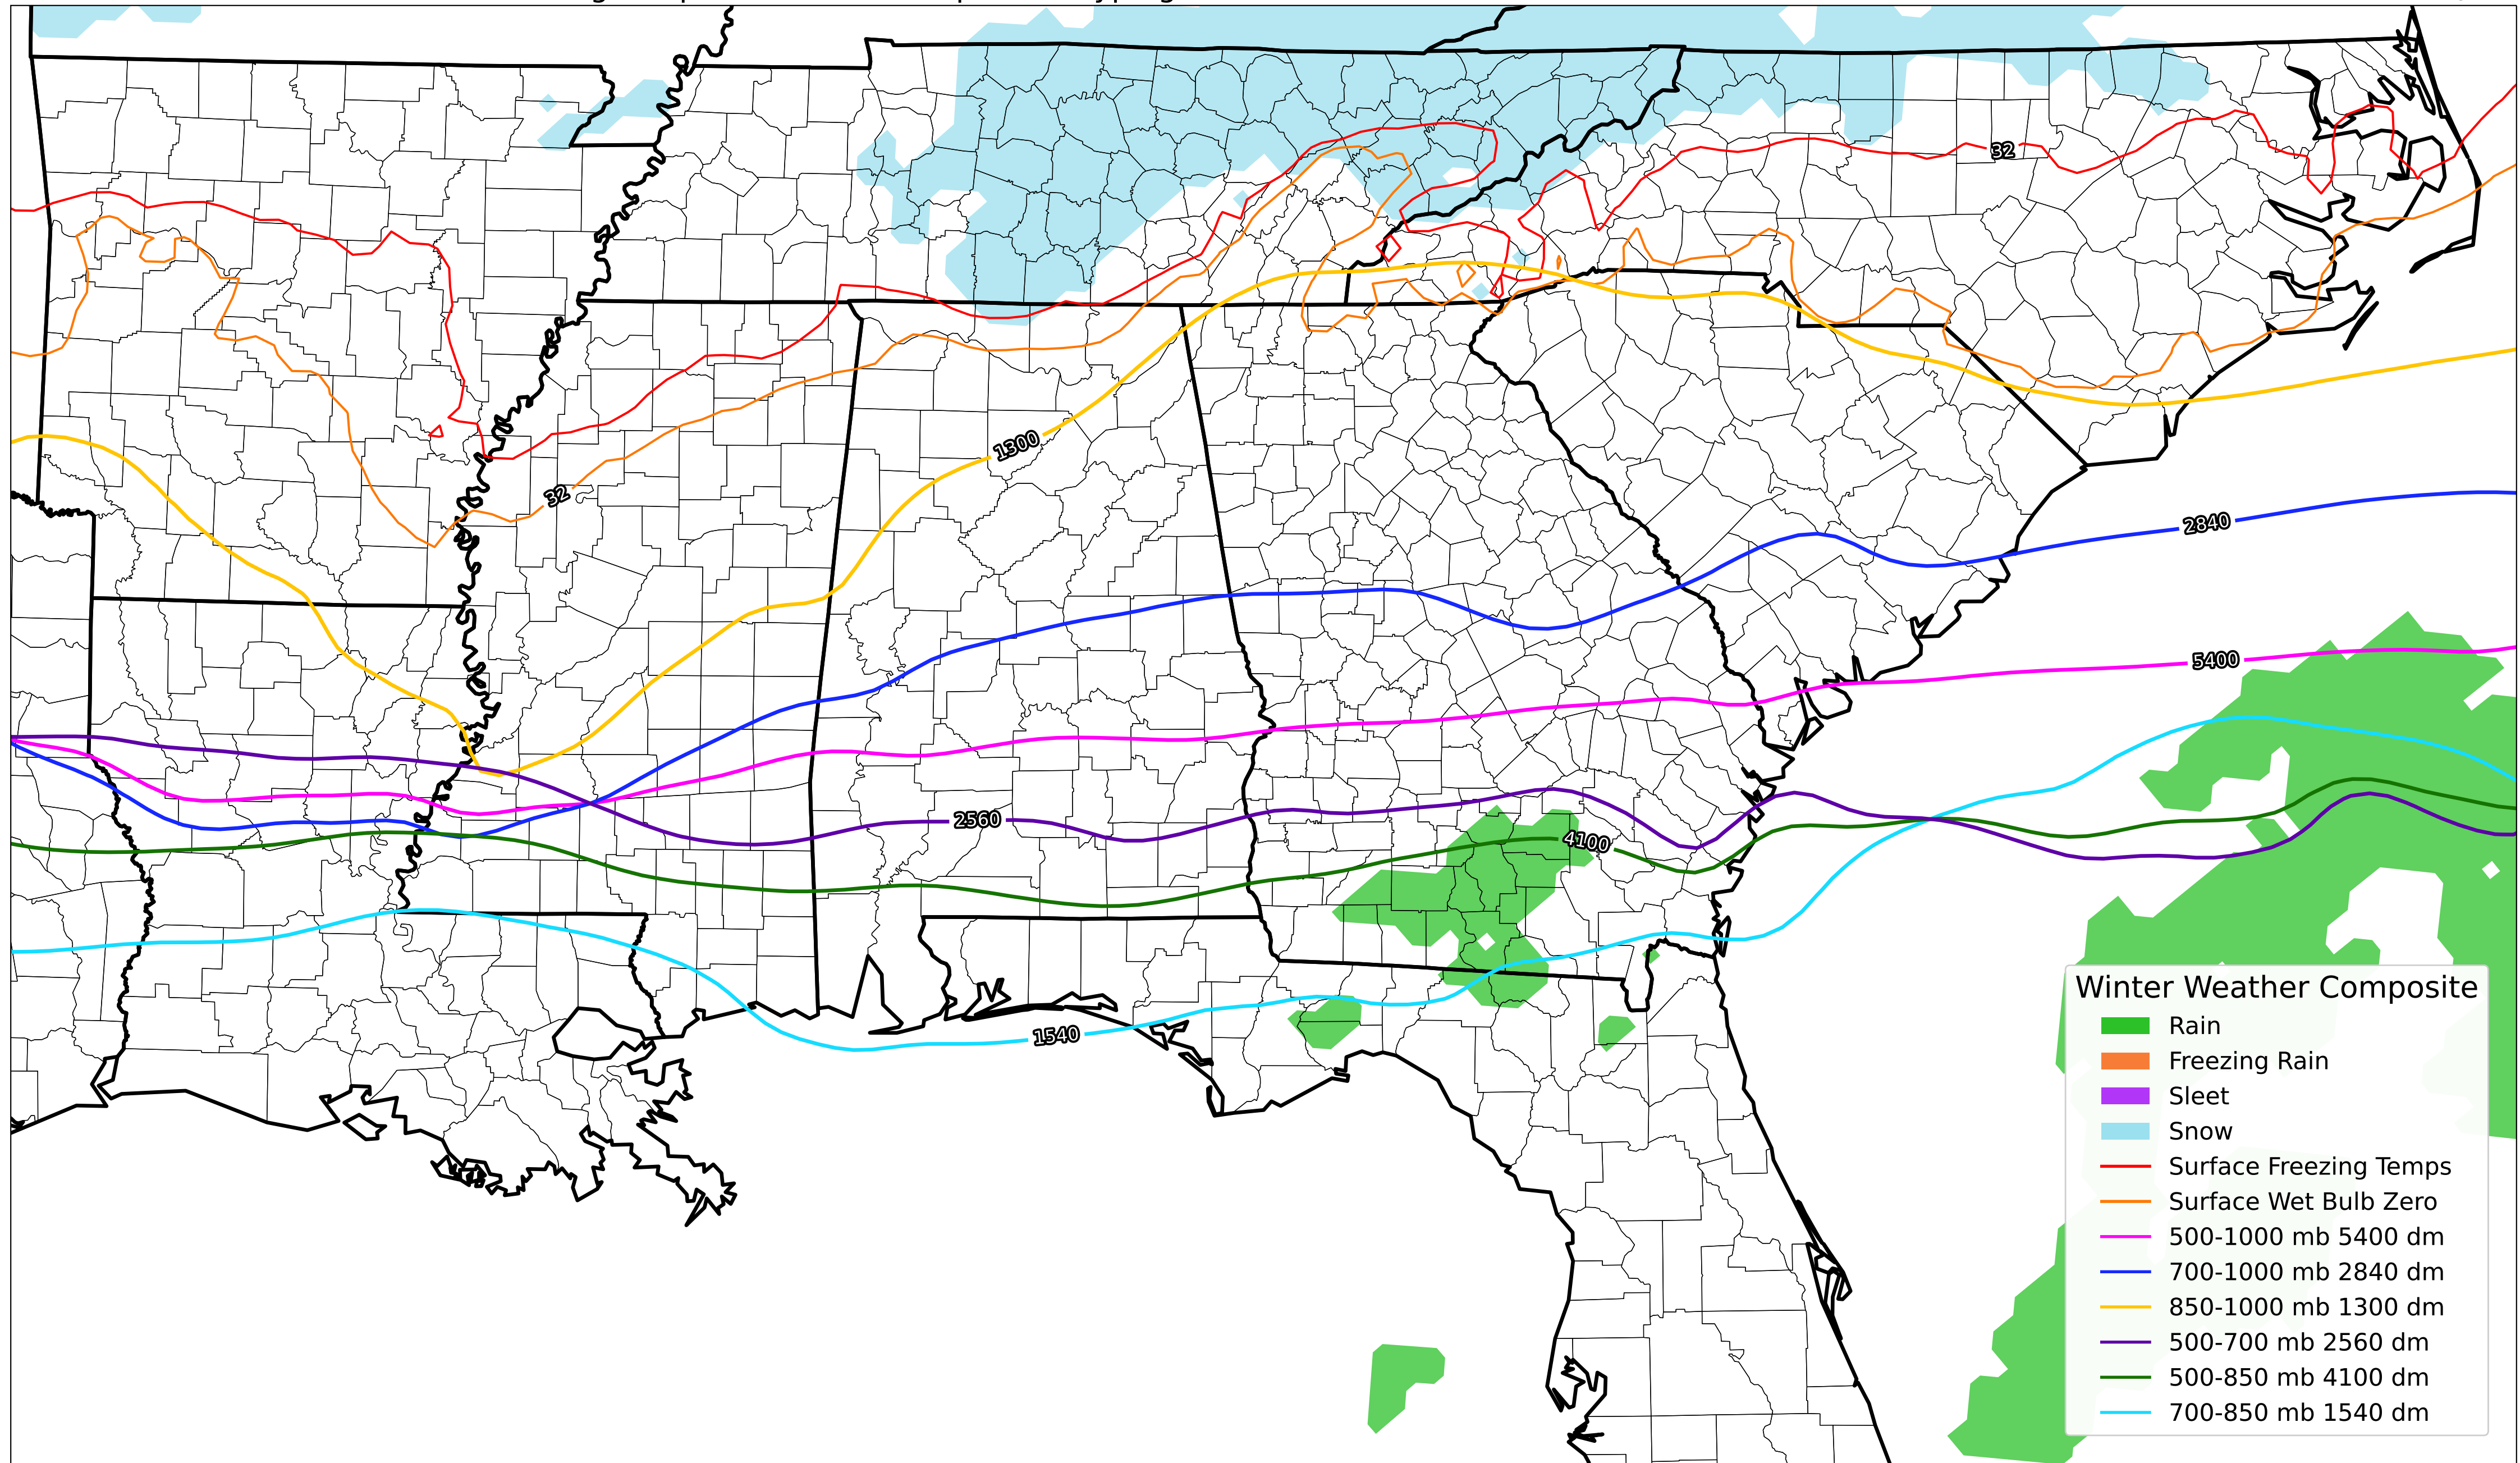 32
32
1300
2840
5400
2560
4100
1540
Winter Weather Composite
Rain
Freezing Rain
Sleet
Snow
Surface Freezing Temps
Surface Wet Bulb Zero
500-1000 mb 5400 dm
700-1000 mb 2840 dm
850-1000 mb 1300 dm
500-700 mb 2560 dm
500-850 mb 4100 dm
700-850 mb 1540 dm